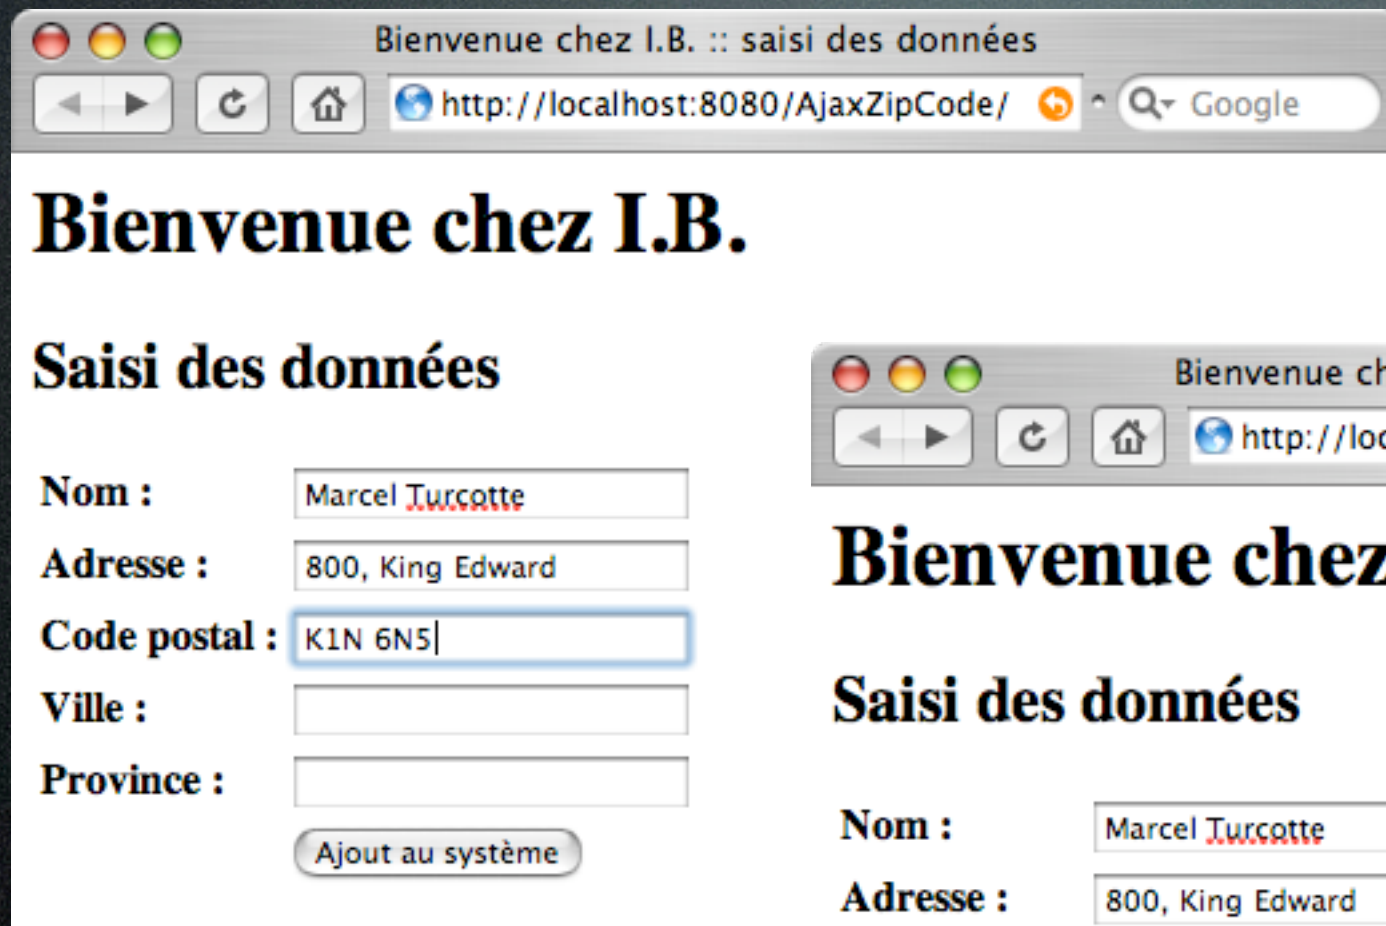 Bienvenue chez I.B. :: saisi des données
http://localhost:8080/AjaxZipCode/
Google
Bienvenue chez I.B.
Saisi des données
Nom : Marcel Turcotte
Adresse : 800, King Edward
Code postal : K1N 6N5
Ville :
Province :
Ajout au système
Bienvenue ch
http://loc
Bienvenue chez
Saisi des données
Nom : Marcel Turcotte
Adresse : 800, King Edward